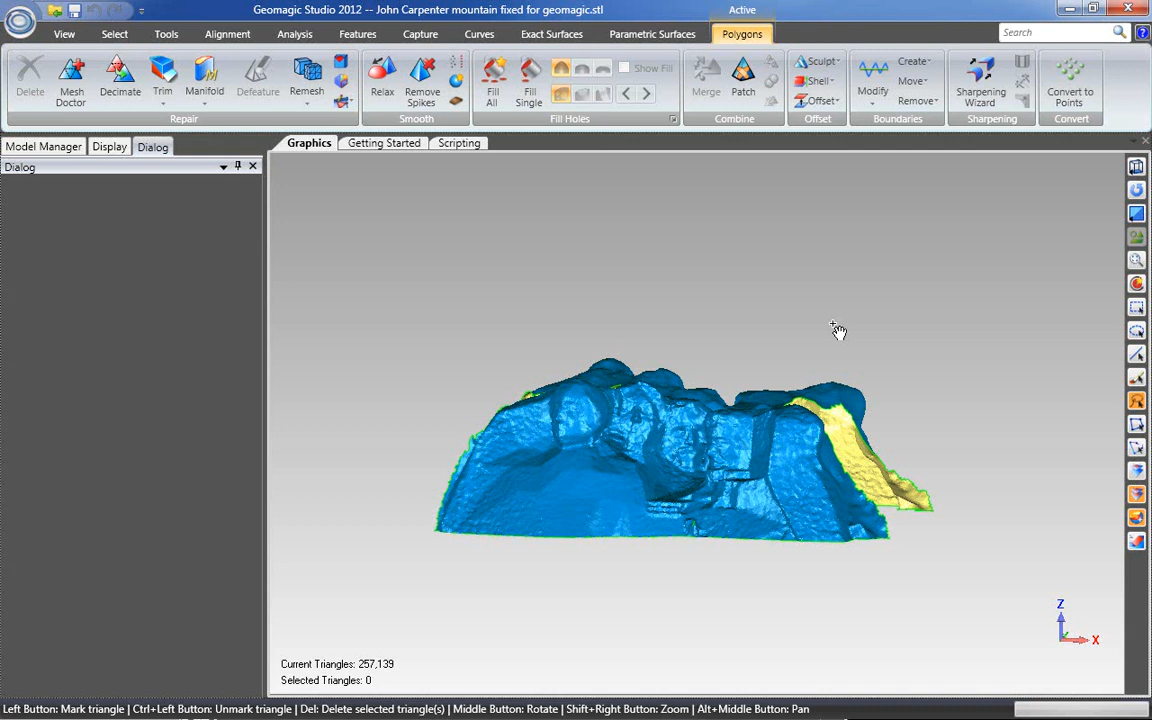 Geomagic Studio 2012 -- John Carpenter mountain fixed for geomagic.stl
Active
View Select Tools Alignment Analysis Features Capture Curves Exact Surfaces Parametric Surfaces Polygons Search
Delete Mesh Doctor Decimate Trim Manifold Defeature Remesh
Repair
Relax Remove Spikes
Smooth
Fill All Fill Single Show Fill
Fill Holes
Merge Patch
Combine
Sculpt
Shell
Offset
Offset
Modify Create Move Remove
Boundaries
Sharpening Wizard
Sharpening
Convert to Points
Convert
Model Manager Display Dialog
Graphics Getting Started Scripting
Dialog
Z
X
Current Triangles: 257,139
Selected Triangles: 0
Left Button: Mark triangle | Ctrl+Left Button: Unmark triangle | Del: Delete selected triangle(s) | Middle Button: Rotate | Shift+Right Button: Zoom | Alt+Middle Button: Pan